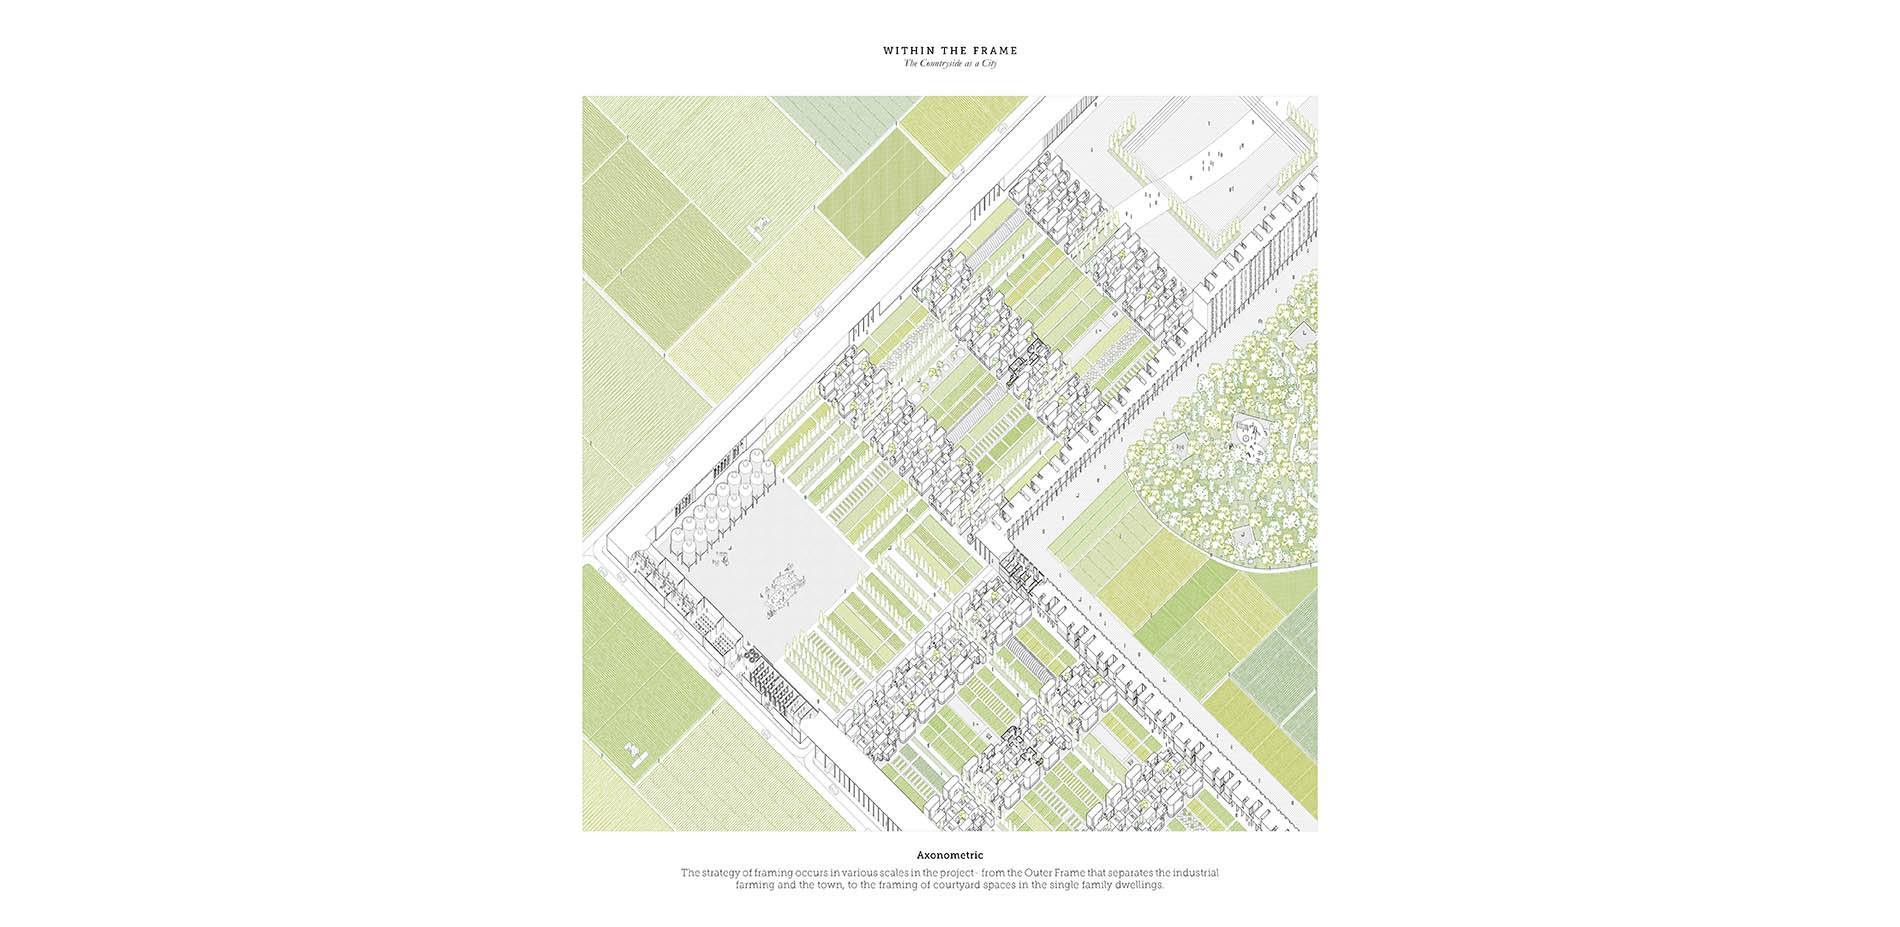 WITHIN THE FRAME
The Countryside as a City
Axonometric
The strategy of framing occurs in various scales in the project- from the Outer Frame that separates the industrial
farming and the town, to the framing of courtyard spaces in the single family dwellings.